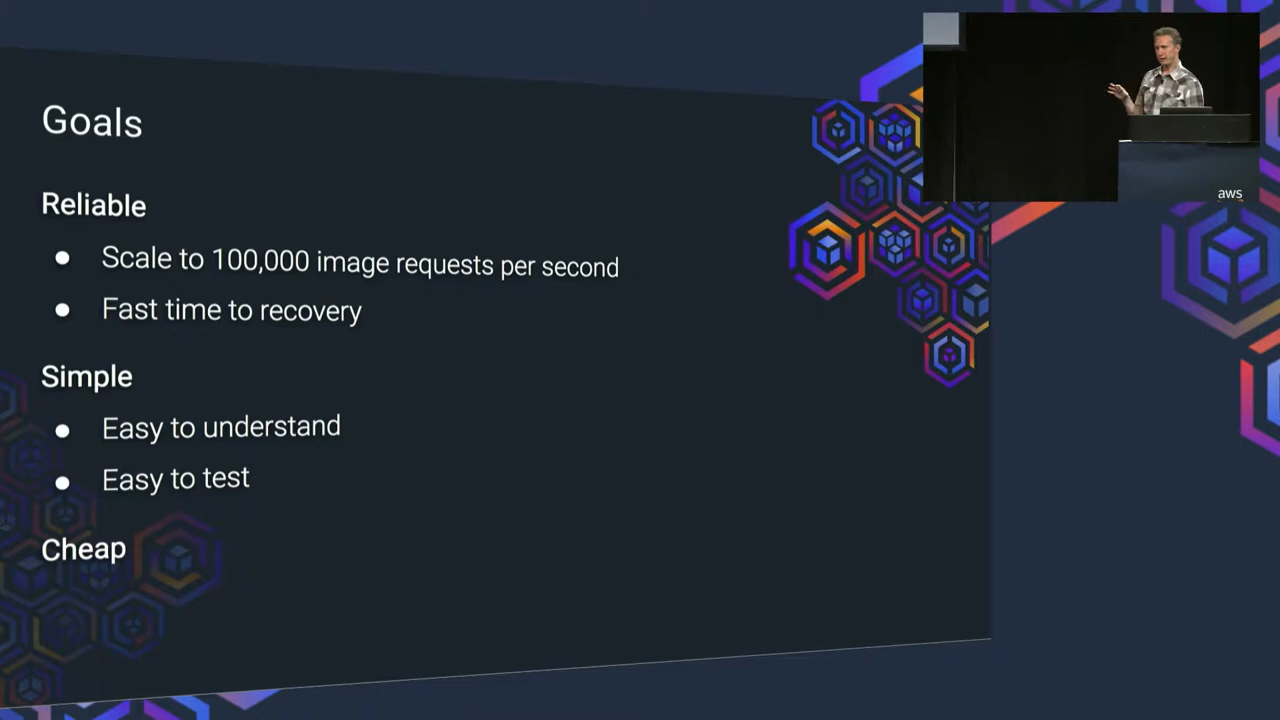 Goals
Reliable
● Scale to 100,000 image requests per second
● Fast time to recovery
Simple
● Easy to understand
● Easy to test
Cheap
aws